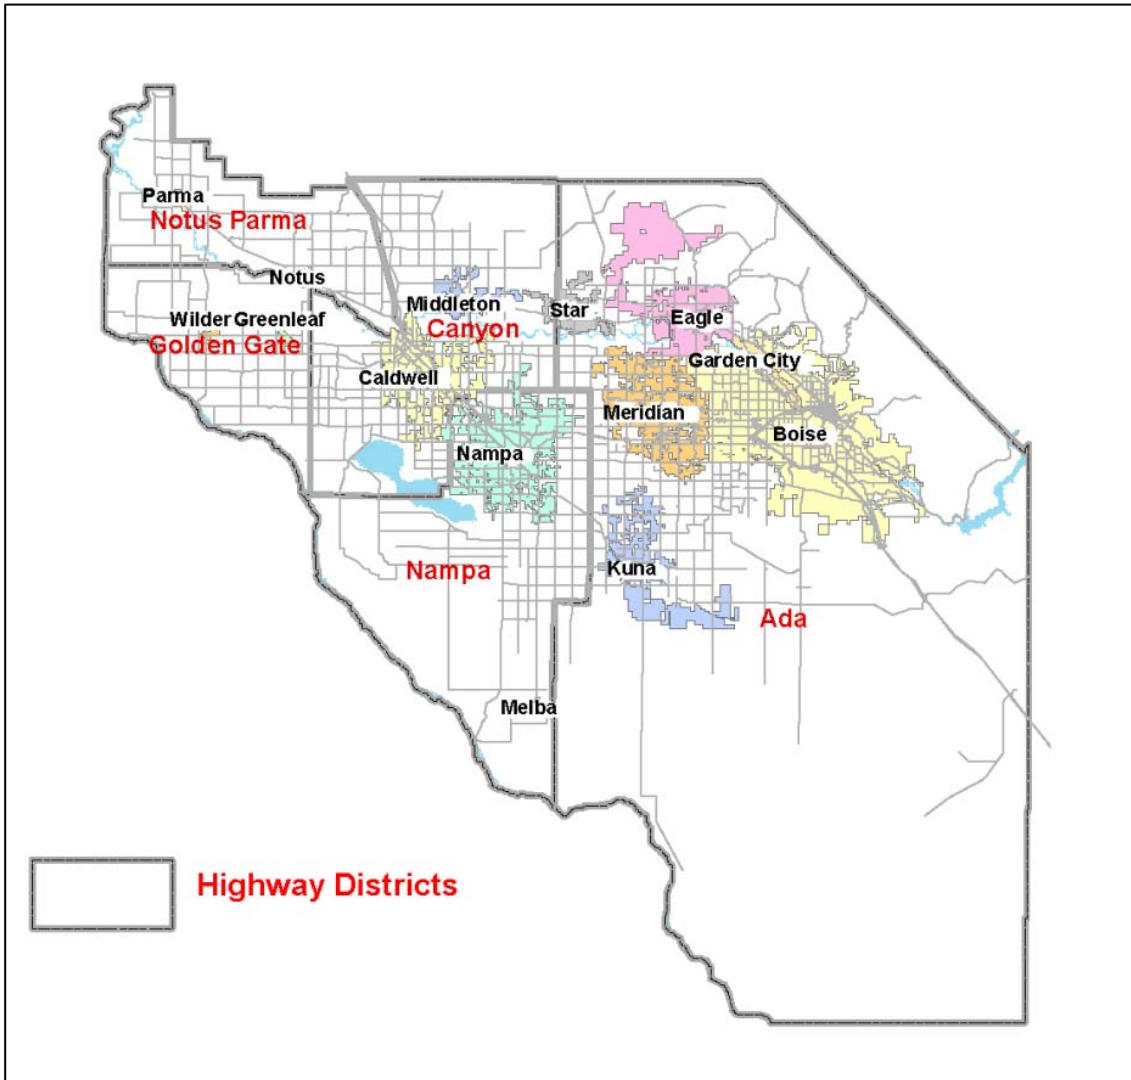 Parma
Notus Parma
Notus
Middleton
Star
Wilder Greenleaf
Canyon
Eagle
Golden Gate
Garden City
Caldwell
Meridian
Boise
Nampa
Nampa
Kuna
Ada
Melba
Highway Districts